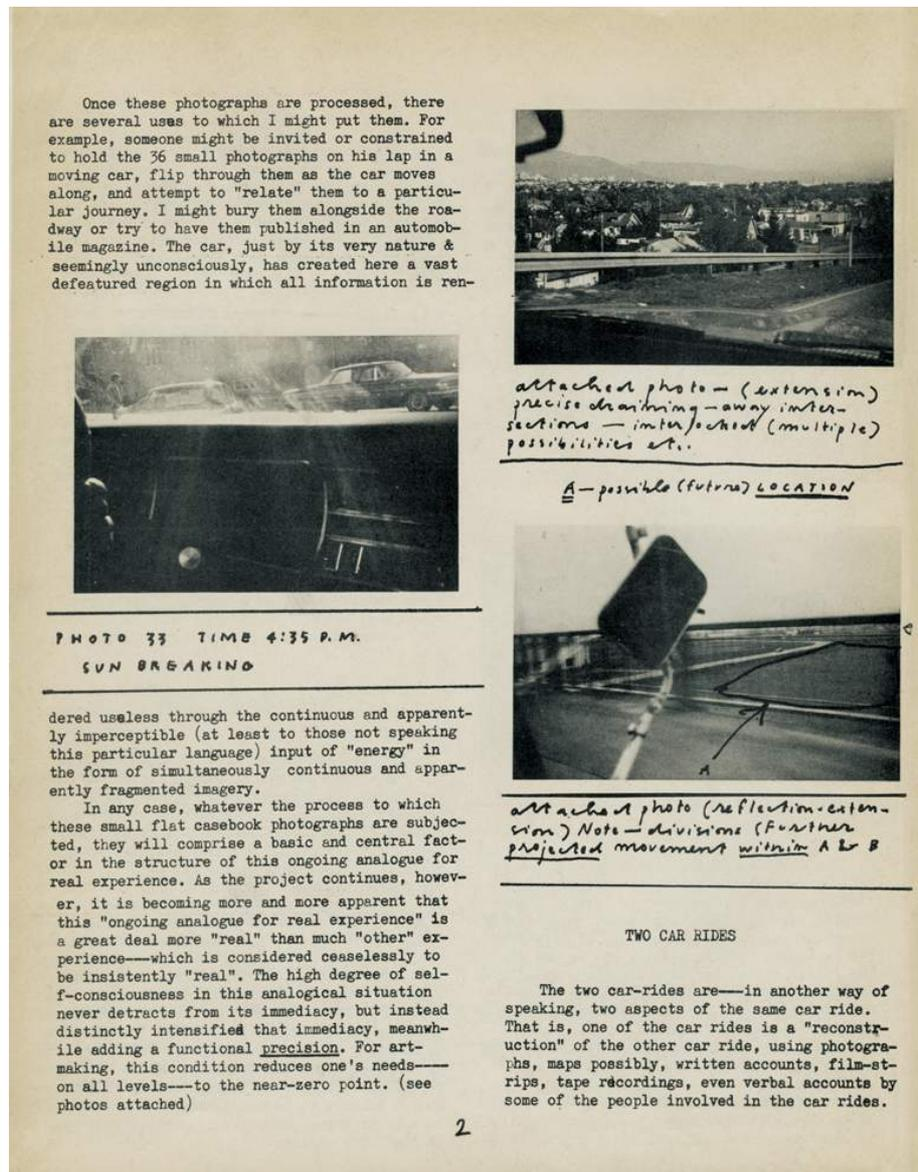 Once these photographs are processed, there
are several uses to which I might put them. For
example, someone might be invited or constrained
to hold the 36 small photographs on his lap in a
moving car, flip through them as the car moves
along, and attempt to "relate" them to a particu-
lar journey. I might bury them alongside the roa-
dway or try to have them published in an automob-
ile magazine. The car, just by its very nature &
seemingly unconsciously, has created here a vast
defeatured region in which all information is ren-
PHOTO 33 TIME 4:35 P.M.
SUN BREAKING
dered useless through the continuous and apparent-
ly imperceptible (at least to those not speaking
this particular language) input of "energy" in
the form of simultaneously continuous and appar-
ently fragmented imagery.
In any case, whatever the process to which
these small flat casebook photographs are subjec-
ted, they will comprise a basic and central fact-
or in the structure of this ongoing analogue for
real experience. As the project continues, howev-
er, it is becoming more and more apparent that
this "ongoing analogue for real experience" is
a great deal more "real" than much "other" ex-
perience---which is considered ceaselessly to
be insistently "real". The high degree of sel-
f-consciousness in this analogical situation
never detracts from its immediacy, but instead
distinctly intensified that immediacy, meanwh-
ile adding a functional precision. For art-
making, this condition reduces one's needs----
on all levels---to the near-zero point. (see
photos attached)
attached photo — (extension)
precise draining — away inter-
sections — interlocked (multiple)
possibilities etc.
A — possible (future) LOCATION
B
A
attached photo (reflection-exten-
sion) Note — divisions (further
projected movement within A & B
TWO CAR RIDES
The two car-rides are---in another way of
speaking, two aspects of the same car ride.
That is, one of the car rides is a "reconstr-
uction" of the other car ride, using photogra-
phs, maps possibly, written accounts, film-st-
rips, tape recordings, even verbal accounts by
some of the people involved in the car rides.
2